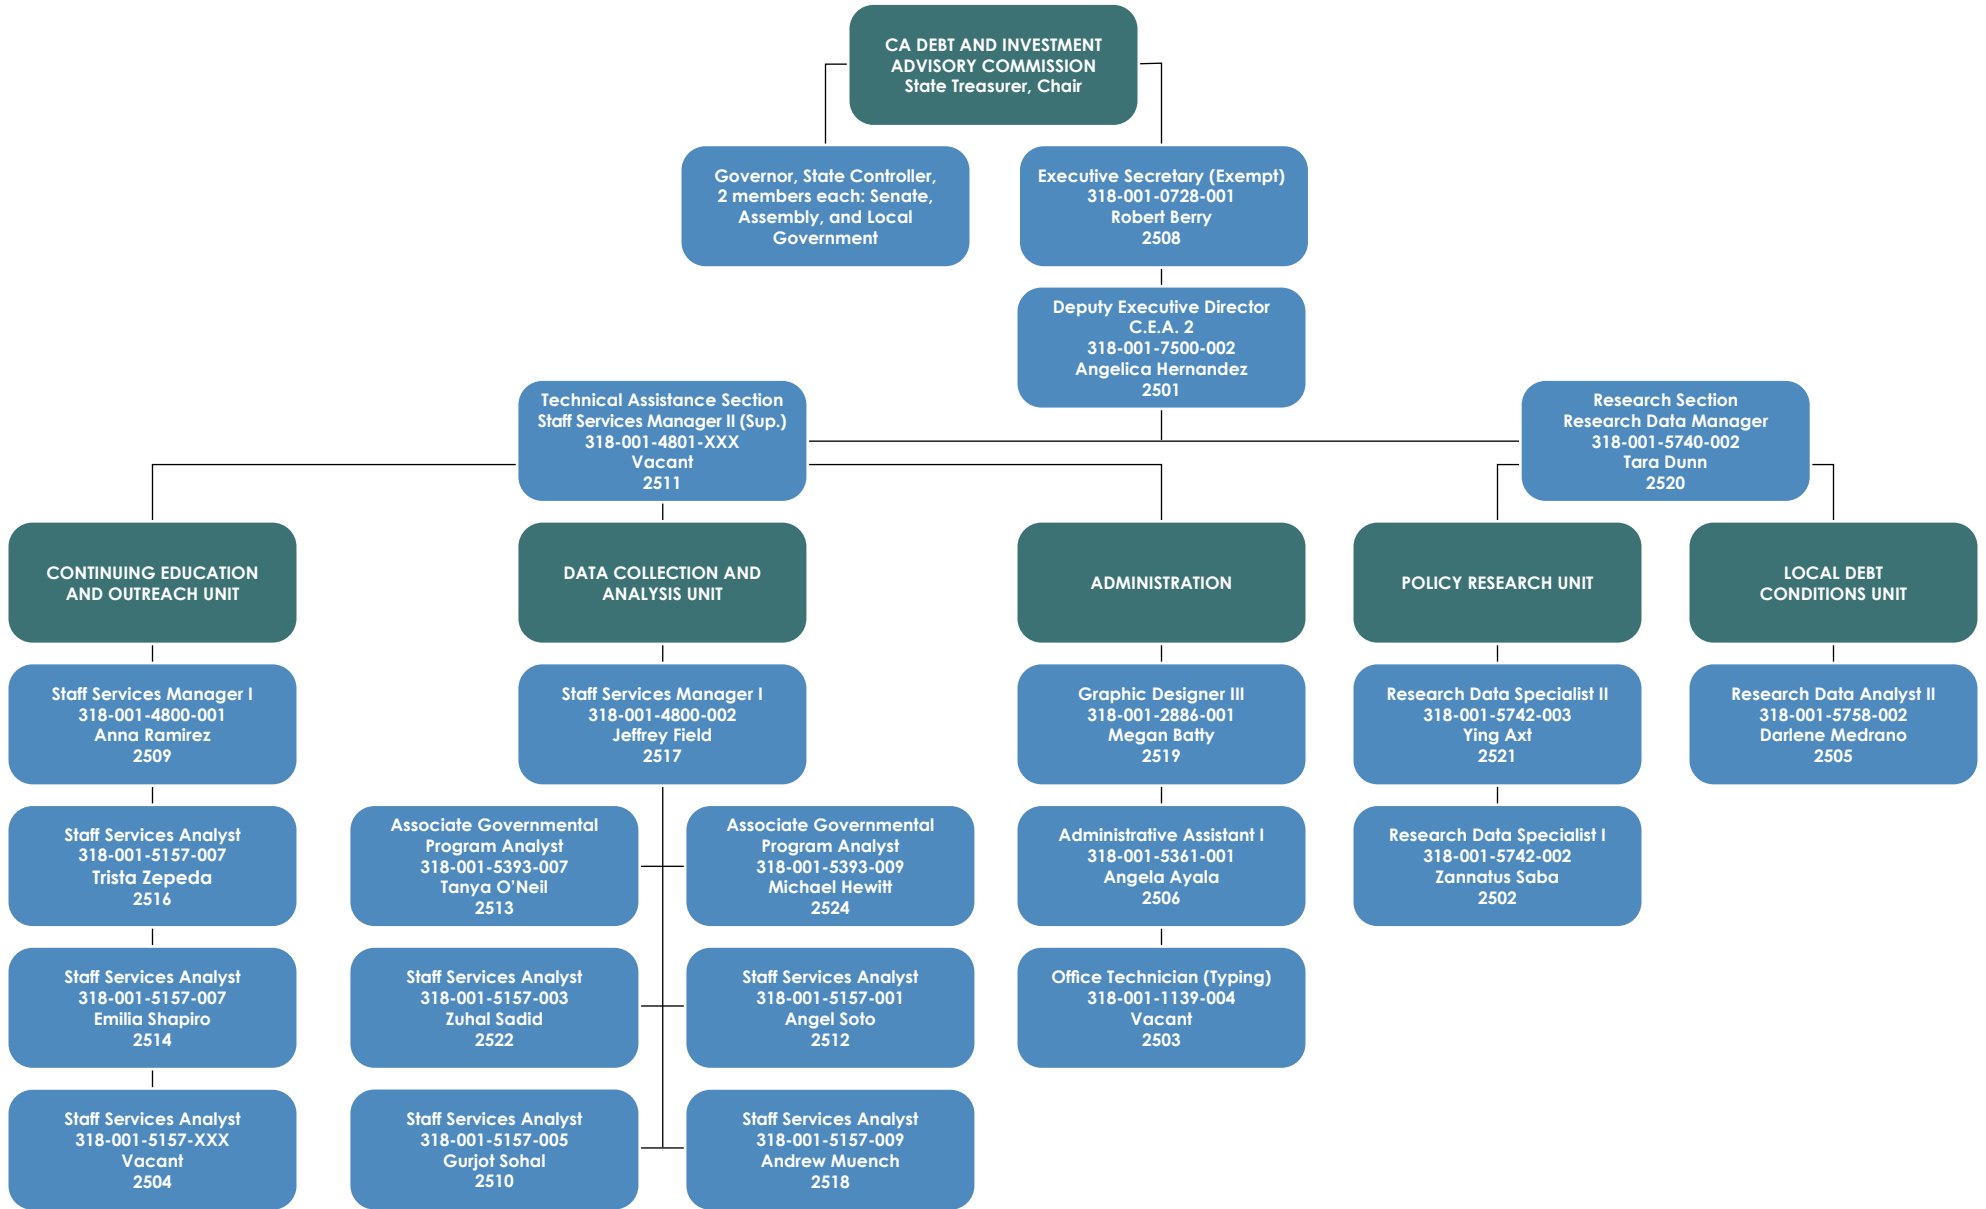 CA DEBT AND INVESTMENT
ADVISORY COMMISSION
State Treasurer, Chair
Governor, State Controller,
2 members each: Senate,
Assembly, and Local
Government
Executive Secretary (Exempt)
318-001-0728-001
Robert Berry
2508
Deputy Executive Director
C.E.A. 2
318-001-7500-002
Angelica Hernandez
2501
Technical Assistance Section
Staff Services Manager II (Sup.)
318-001-4801-XXX
Vacant
2511
Research Section
Research Data Manager
318-001-5740-002
Tara Dunn
2520
CONTINUING EDUCATION
AND OUTREACH UNIT
DATA COLLECTION AND
ANALYSIS UNIT
ADMINISTRATION
POLICY RESEARCH UNIT
LOCAL DEBT
CONDITIONS UNIT
Staff Services Manager I
318-001-4800-001
Anna Ramirez
2509
Staff Services Manager I
318-001-4800-002
Jeffrey Field
2517
Graphic Designer III
318-001-2886-001
Megan Batty
2519
Research Data Specialist II
318-001-5742-003
Ying Axt
2521
Research Data Analyst II
318-001-5758-002
Darlene Medrano
2505
Staff Services Analyst
318-001-5157-007
Trista Zepeda
2516
Associate Governmental
Program Analyst
318-001-5393-007
Tanya O'Neil
2513
Associate Governmental
Program Analyst
318-001-5393-009
Michael Hewitt
2524
Administrative Assistant I
318-001-5361-001
Angela Ayala
2506
Research Data Specialist I
318-001-5742-002
Zannatus Saba
2502
Staff Services Analyst
318-001-5157-007
Emilia Shapiro
2514
Staff Services Analyst
318-001-5157-003
Zuhal Sadid
2522
Staff Services Analyst
318-001-5157-001
Angel Soto
2512
Office Technician (Typing)
318-001-1139-004
Vacant
2503
Staff Services Analyst
318-001-5157-XXX
Vacant
2504
Staff Services Analyst
318-001-5157-005
Gurjot Sohal
2510
Staff Services Analyst
318-001-5157-009
Andrew Muench
2518